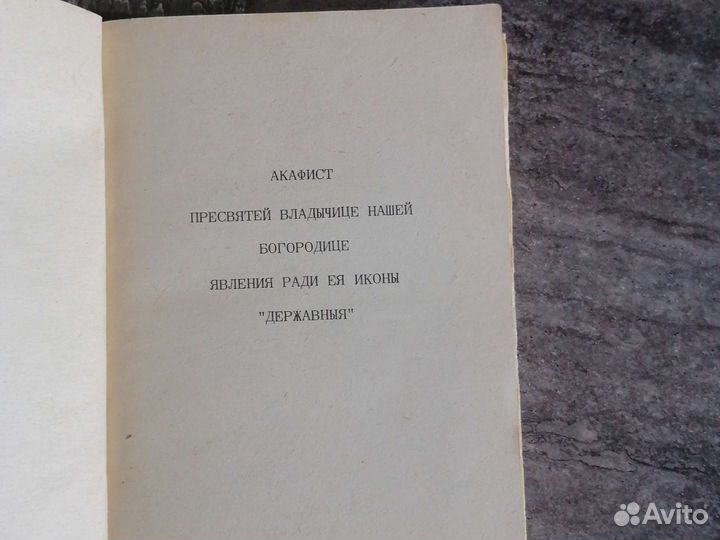 АКАФИСТ
ПРЕСВЯТЕЙ ВЛАДЫЧИЦЕ НАШЕЙ
БОГОРОДИЦЕ
ЯВЛЕНИЯ РАДИ ЕЯ ИКОНЫ
"ДЕРЖАВНЫЯ"
Avito